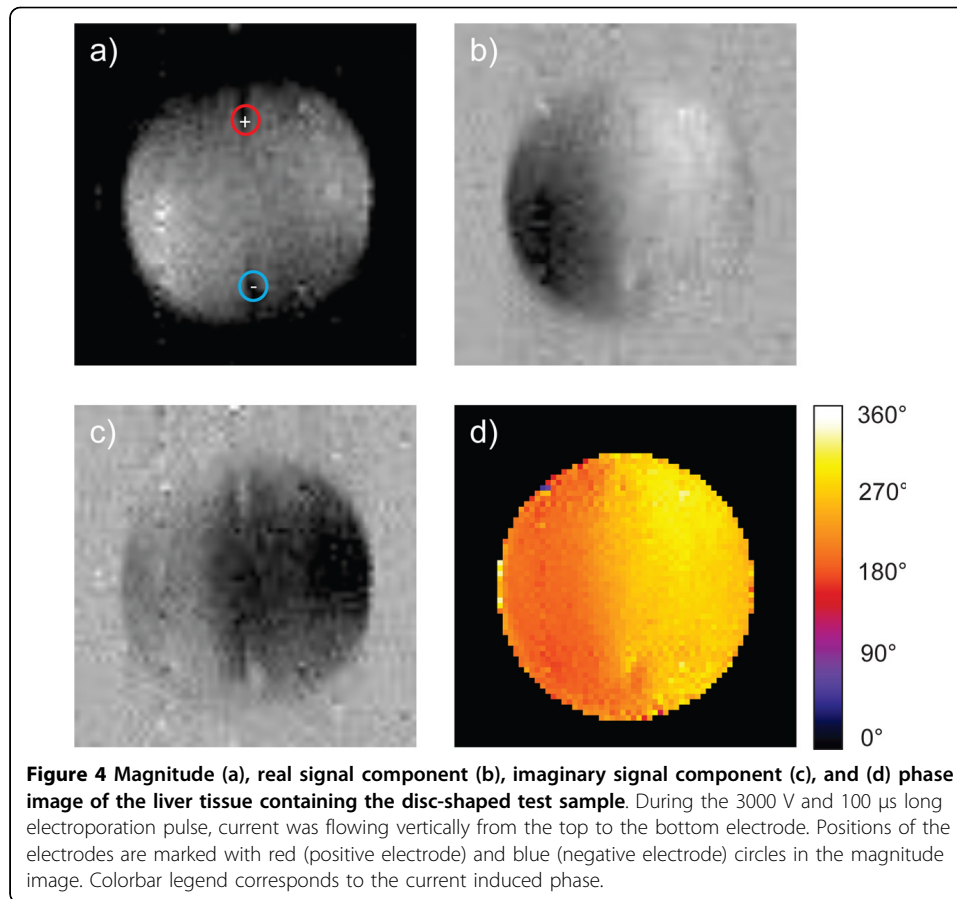 a)
+
-
b)
c)
d)
360°
270°
180°
90°
0°
Figure 4 Magnitude (a), real signal component (b), imaginary signal component (c), and (d) phase
image of the liver tissue containing the disc-shaped test sample. During the 3000 V and 100 μs long
electroporation pulse, current was flowing vertically from the top to the bottom electrode. Positions of the
electrodes are marked with red (positive electrode) and blue (negative electrode) circles in the magnitude
image. Colorbar legend corresponds to the current induced phase.